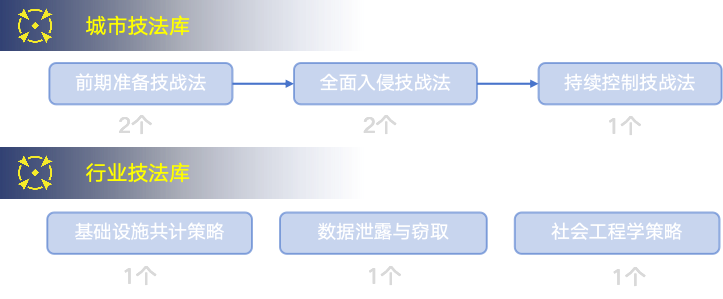 城市技法库
前期准备技战法 全面入侵技战法 持续控制技战法
2个 2个 1个
行业技法库
基础设施共计策略 数据泄露与窃取 社会工程学策略
1个 1个 1个